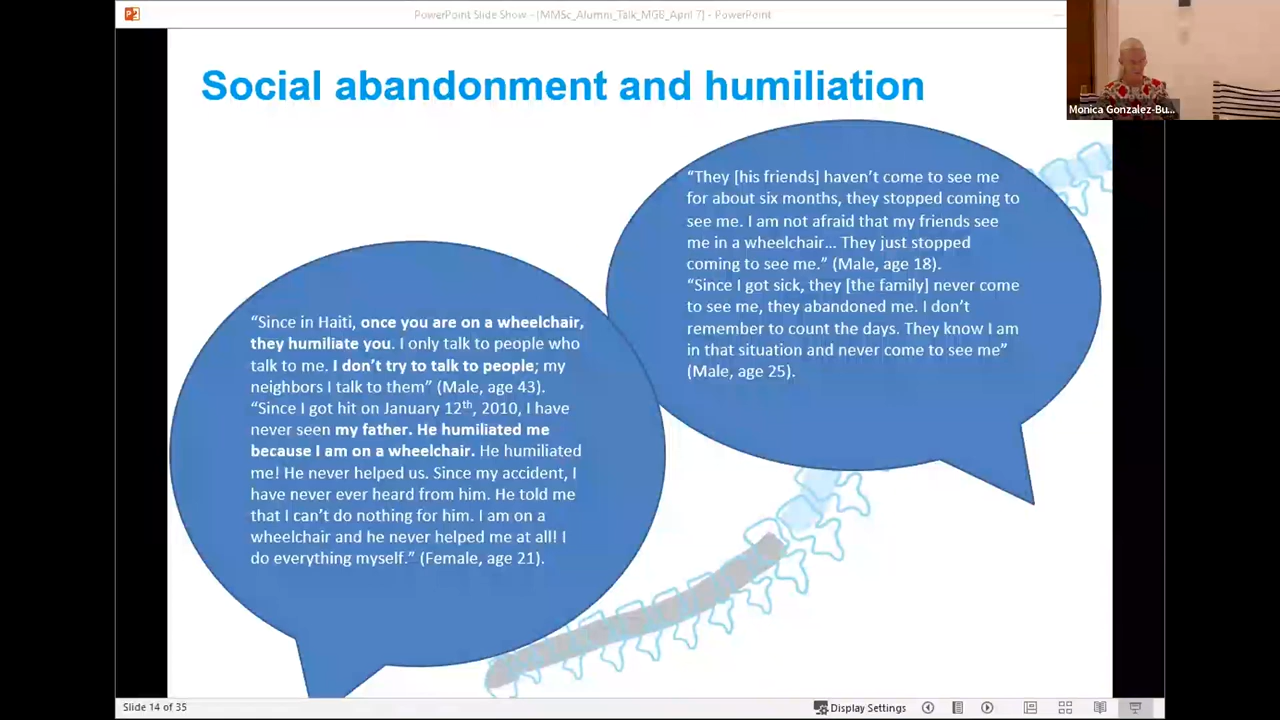 PowerPoint Slide Show - [MMSc_Alumni_Talk_MGB_April 7] - PowerPoint
Monica Gonzalez-Bu...
Social abandonment and humiliation
“They [his friends] haven’t come to see me
for about six months, they stopped coming to
see me. I am not afraid that my friends see
me in a wheelchair... They just stopped
coming to see me.” (Male, age 18).
“Since I got sick, they [the family] never come
to see me, they abandoned me. I don’t
remember to count the days. They know I am
in that situation and never come to see me”
(Male, age 25).
“Since in Haiti, once you are on a wheelchair,
they humiliate you. I only talk to people who
talk to me. I don’t try to talk to people; my
neighbors I talk to them” (Male, age 43).
“Since I got hit on January 12th, 2010, I have
never seen my father. He humiliated me
because I am on a wheelchair. He humiliated
me! He never helped us. Since my accident, I
have never ever heard from him. He told me
that I can’t do nothing for him. I am on a
wheelchair and he never helped me at all! I
do everything myself.” (Female, age 21).
Slide 14 of 35
Display Settings